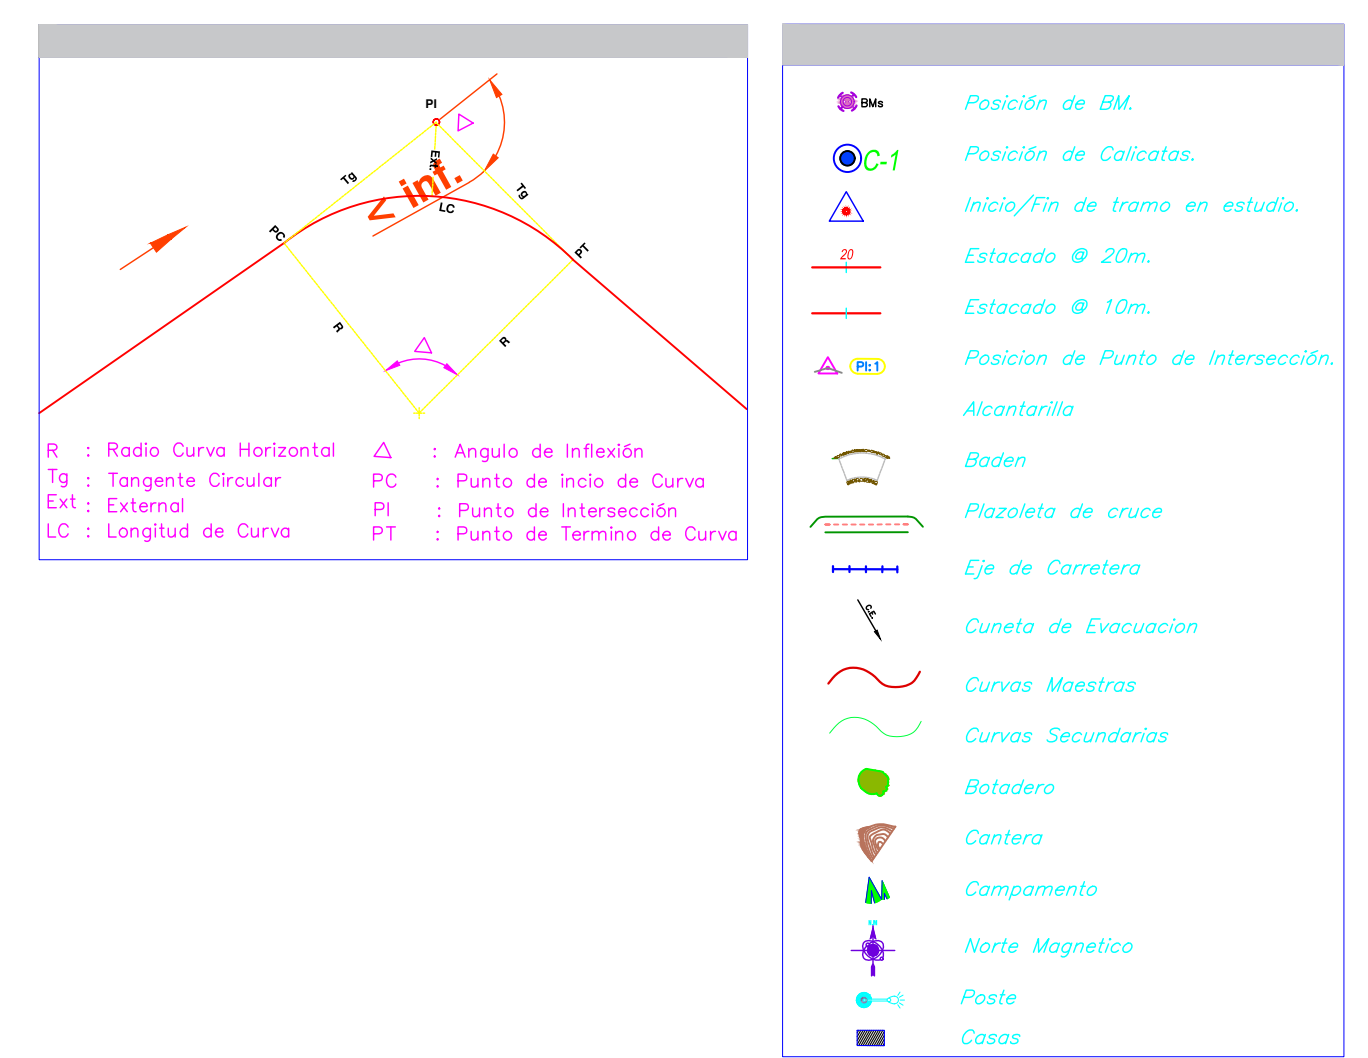 PI
Ext.
Tg
Tg
< inf.
LC
PC
PT
R
R
R : Radio Curva Horizontal
Tg : Tangente Circular
Ext : External
LC : Longitud de Curva
△ : Angulo de Inflexión
PC : Punto de incio de Curva
PI : Punto de Intersección
PT : Punto de Termino de Curva
BMs Posición de BM.
C-1 Posición de Calicatas.
Inicio/Fin de tramo en estudio.
20 Estacado @ 20m.
Estacado @ 10m.
PI:1 Posicion de Punto de Intersección.
Alcantarilla
Baden
Plazoleta de cruce
Eje de Carretera
C.E. Cuneta de Evacuacion
Curvas Maestras
Curvas Secundarias
Botadero
Cantera
Campamento
Norte Magnetico
Poste
Casas